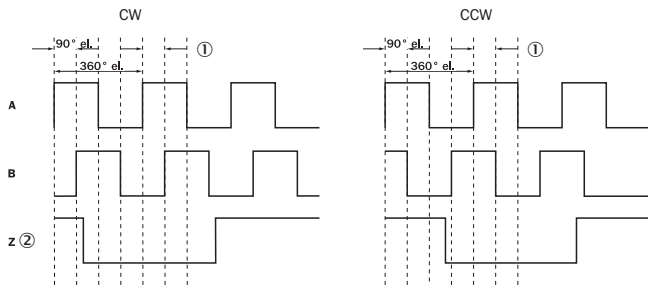 CW CCW
90° el. ① 90° el. ①
360° el. 360° el.
A
B
Z ②